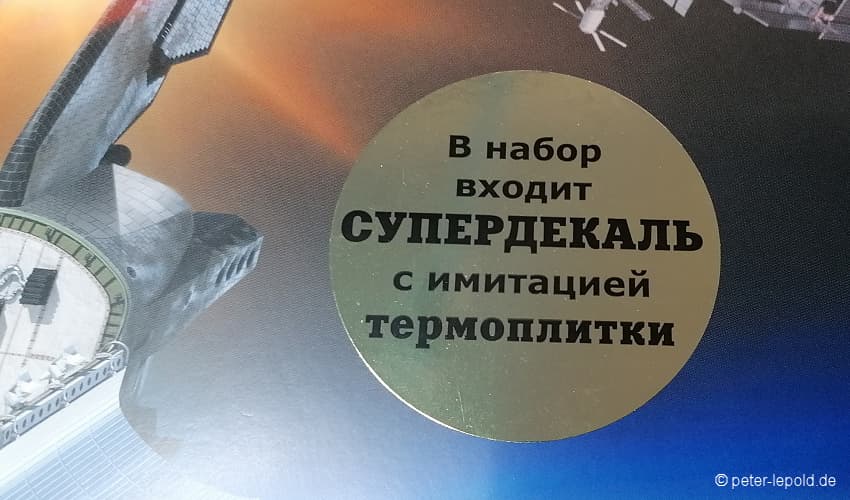 В набор
входит
СУПЕРДЕКАЛЬ
с имитацией
термоплитки
© peter-lepold.de